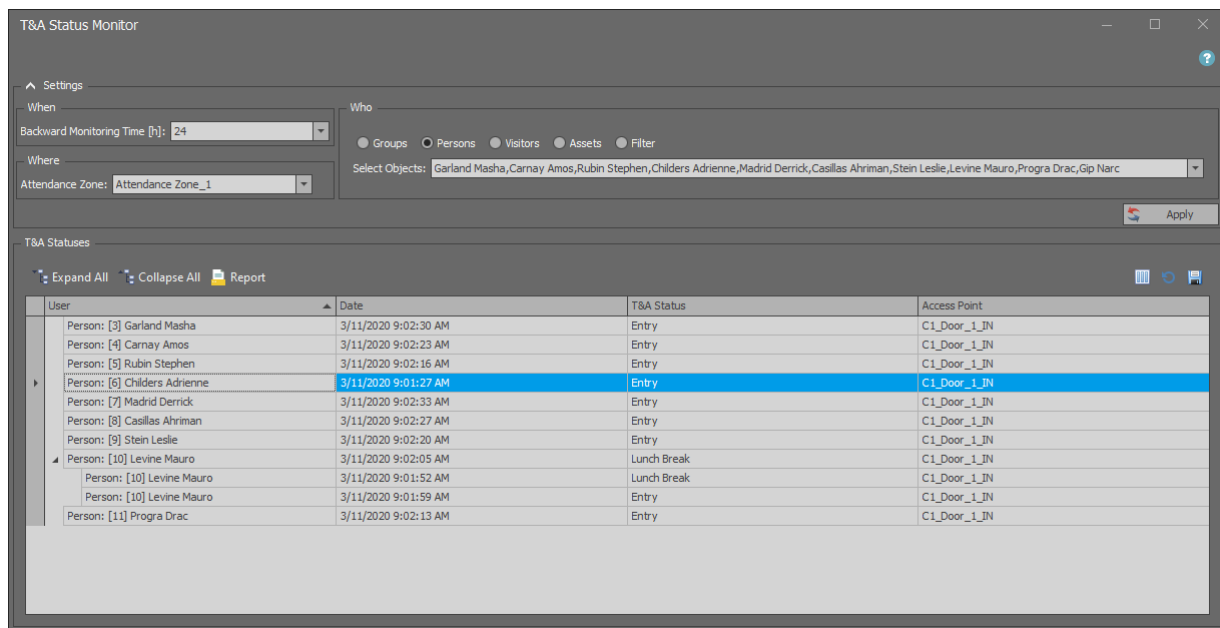 T&A Status Monitor
?
Settings
When
Backward Monitoring Time [h]: 24
Where
Attendance Zone: Attendance Zone_1
Who
Groups Persons Visitors Assets Filter
Select Objects: Garland Masha,Carnay Amos,Rubin Stephen,Childers Adrienne,Madrid Derrick,Casillas Ahriman,Stein Leslie,Levine Mauro,Progra Drac,Gip Narc
Apply
T&A Statuses
Expand All Collapse All Report
User Date T&A Status Access Point
Person: [3] Garland Masha 3/11/2020 9:02:30 AM Entry C1_Door_1_IN
Person: [4] Carnay Amos 3/11/2020 9:02:23 AM Entry C1_Door_1_IN
Person: [5] Rubin Stephen 3/11/2020 9:02:16 AM Entry C1_Door_1_IN
Person: [6] Childers Adrienne 3/11/2020 9:01:27 AM Entry C1_Door_1_IN
Person: [7] Madrid Derrick 3/11/2020 9:02:33 AM Entry C1_Door_1_IN
Person: [8] Casillas Ahriman 3/11/2020 9:02:27 AM Entry C1_Door_1_IN
Person: [9] Stein Leslie 3/11/2020 9:02:20 AM Entry C1_Door_1_IN
Person: [10] Levine Mauro 3/11/2020 9:02:05 AM Lunch Break C1_Door_1_IN
Person: [10] Levine Mauro 3/11/2020 9:01:52 AM Lunch Break C1_Door_1_IN
Person: [10] Levine Mauro 3/11/2020 9:01:59 AM Entry C1_Door_1_IN
Person: [11] Progra Drac 3/11/2020 9:02:13 AM Entry C1_Door_1_IN